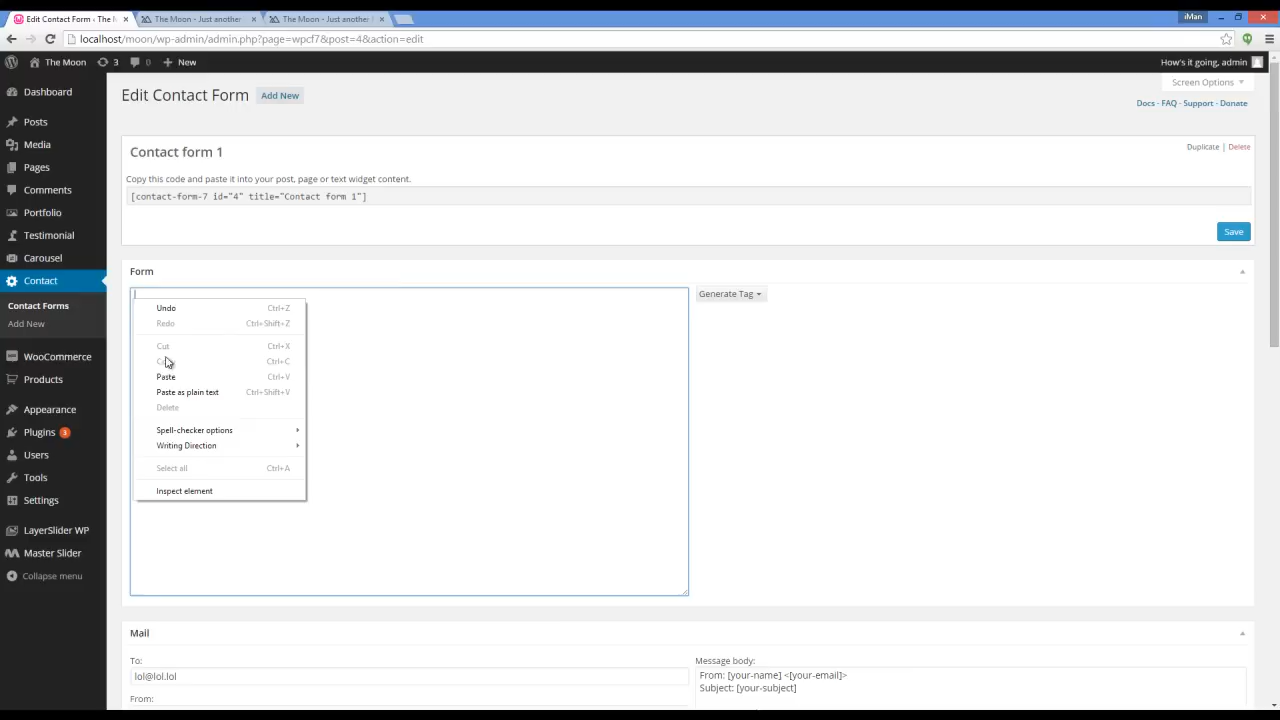 Edit Contact Form ‹ The M
The Moon - Just another
The Moon - Just another
iMan
localhost/moon/wp-admin/admin.php?page=wpcf7&post=4&action=edit
The Moon
3
0
New
How's it going, admin
Screen Options
Docs - FAQ - Support - Donate
Dashboard
Posts
Media
Pages
Comments
Portfolio
Testimonial
Carousel
Contact
Contact Forms
Add New
WooCommerce
Products
Appearance
Plugins 3
Users
Tools
Settings
LayerSlider WP
Master Slider
Collapse menu
Edit Contact Form Add New
Contact form 1
Duplicate | Delete
Copy this code and paste it into your post, page or text widget content.
[contact-form-7 id="4" title="Contact form 1"]
Save
Form
Generate Tag
Undo Ctrl+Z
Redo Ctrl+Shift+Z
Cut Ctrl+X
Ctrl+C
Paste Ctrl+V
Paste as plain text Ctrl+Shift+V
Delete
Spell-checker options
Writing Direction
Select all Ctrl+A
Inspect element
Mail
To:
lol@lol.lol
From:
Message body:
From: [your-name] <[your-email]>
Subject: [your-subject]